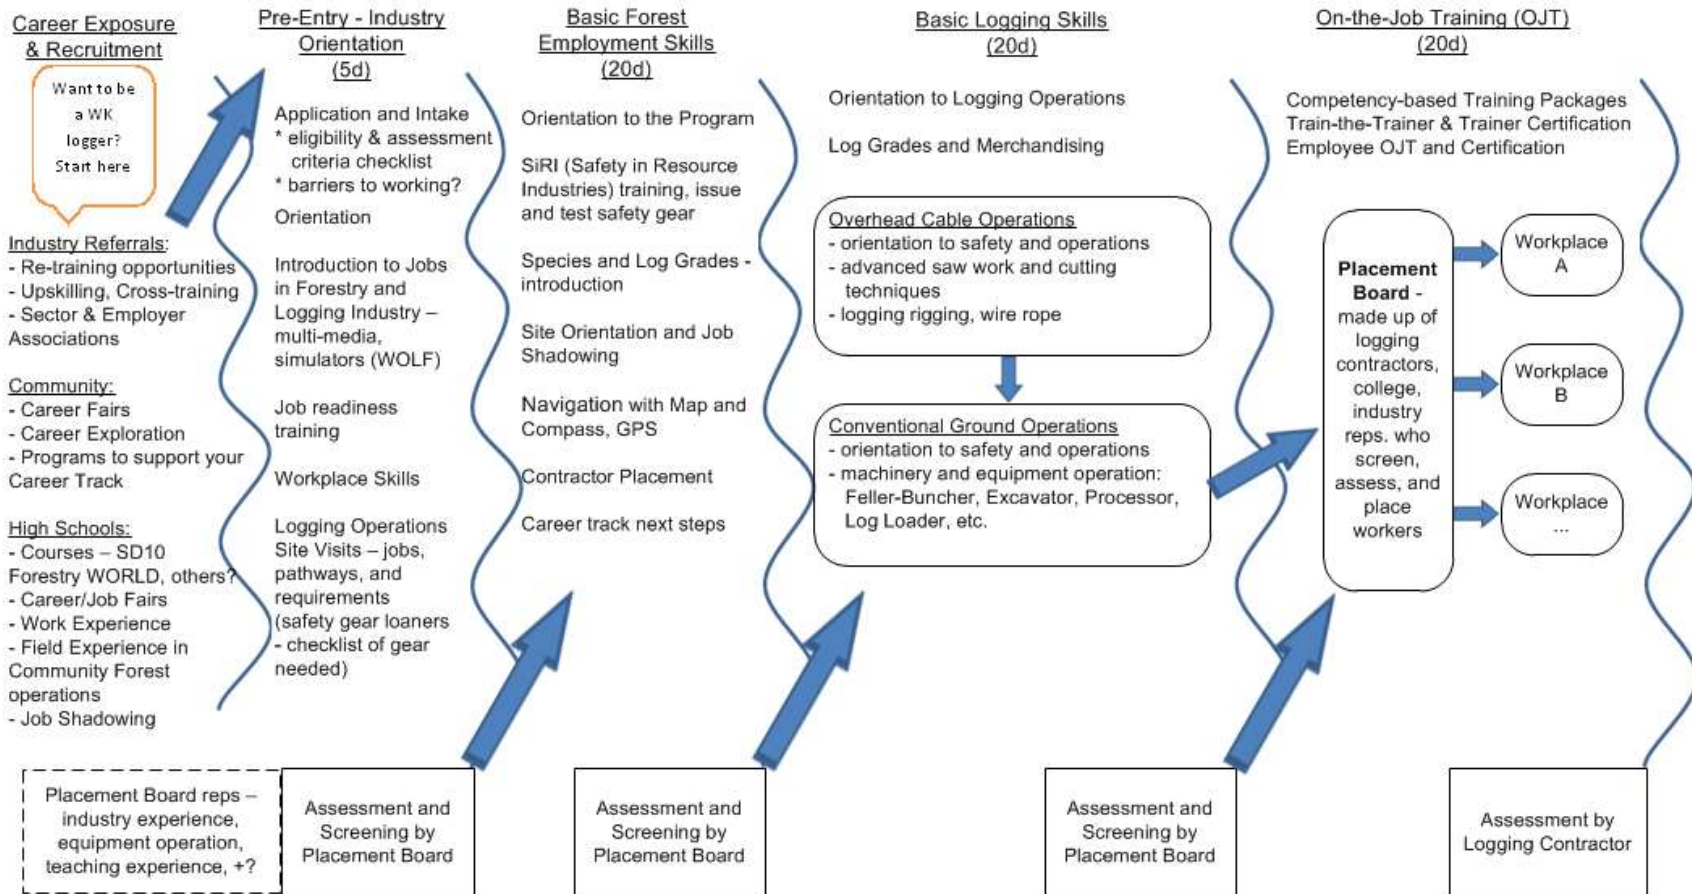 Career Exposure
& Recruitment
Want to be
a WK
logger?
Start here
Industry Referrals:
- Re-training opportunities
- Upskilling, Cross-training
- Sector & Employer
Associations
Community:
- Career Fairs
- Career Exploration
- Programs to support your
Career Track
High Schools:
- Courses – SD10
Forestry WORLD, others?
- Career/Job Fairs
- Work Experience
- Field Experience in
Community Forest
operations
- Job Shadowing
Placement Board reps –
industry experience,
equipment operation,
teaching experience, +?
Pre-Entry - Industry
Orientation
(5d)
Application and Intake
* eligibility & assessment
criteria checklist
* barriers to working?
Orientation
Introduction to Jobs
in Forestry and
Logging Industry –
multi-media,
simulators (WOLF)
Job readiness
training
Workplace Skills
Logging Operations
Site Visits – jobs,
pathways, and
requirements
(safety gear loaners
- checklist of gear
needed)
Assessment and
Screening by
Placement Board
Basic Forest
Employment Skills
(20d)
Orientation to the Program
SiRI (Safety in Resource
Industries) training, issue
and test safety gear
Species and Log Grades -
introduction
Site Orientation and Job
Shadowing
Navigation with Map and
Compass, GPS
Contractor Placement
Career track next steps
Assessment and
Screening by
Placement Board
Basic Logging Skills
(20d)
Orientation to Logging Operations
Log Grades and Merchandising
Overhead Cable Operations
- orientation to safety and operations
- advanced saw work and cutting
techniques
- logging rigging, wire rope
Conventional Ground Operations
- orientation to safety and operations
- machinery and equipment operation:
Feller-Buncher, Excavator, Processor,
Log Loader, etc.
Assessment and
Screening by
Placement Board
On-the-Job Training (OJT)
(20d)
Competency-based Training Packages
Train-the-Trainer & Trainer Certification
Employee OJT and Certification
Placement
Board -
made up of
logging
contractors,
college,
industry
reps. who
screen,
assess, and
place
workers
Workplace
A
Workplace
B
Workplace
...
Assessment by
Logging Contractor